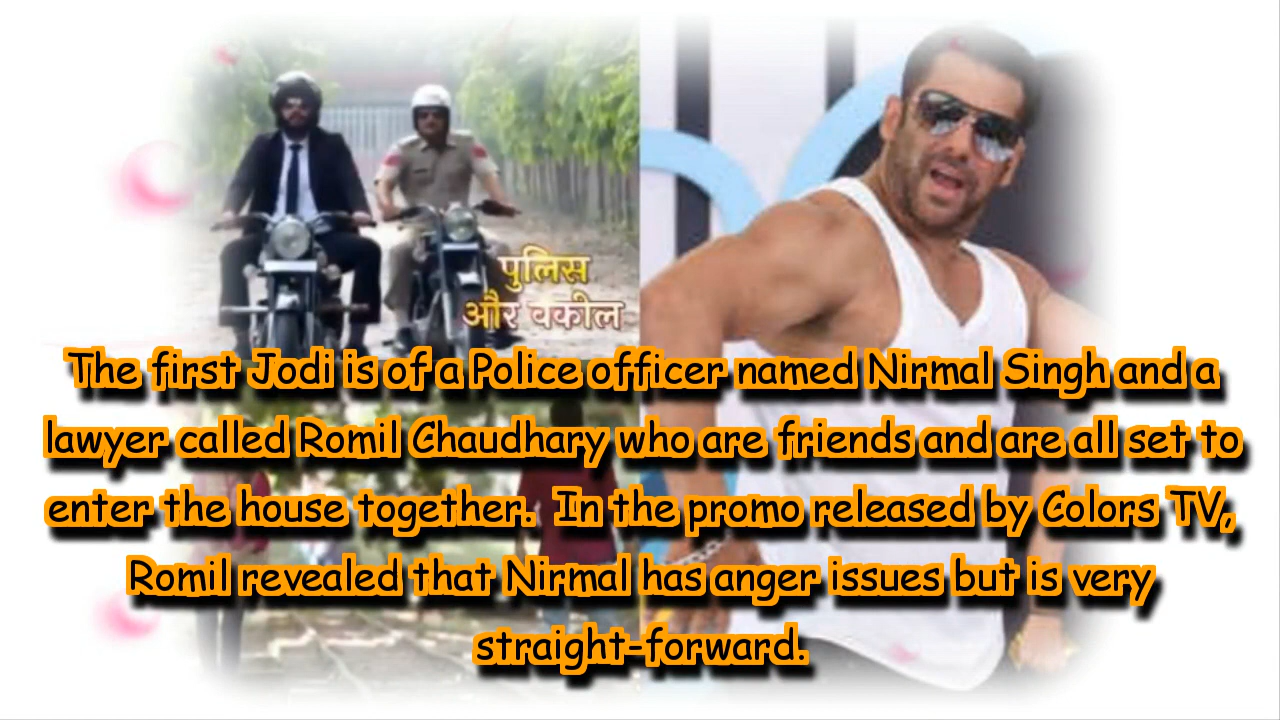 पुलिस
और वकील
The first Jodi is of a Police officer named Nirmal Singh and a
lawyer called Romil Chaudhary who are friends and are all set to
enter the house together.  In the promo released by Colors TV,
Romil revealed that Nirmal has anger issues but is very
straight-forward.